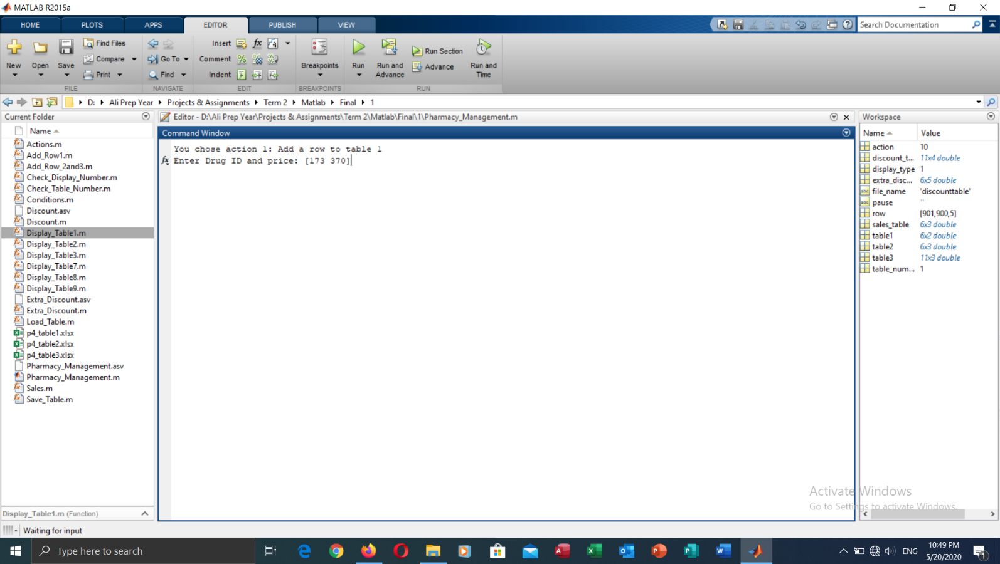 MATLAB R2015a
HOME PLOTS APPS EDITOR PUBLISH VIEW
Search Documentation
New
Open
Save
Find Files
Compare
Print
FILE
Go To
Find
NAVIGATE
Insert
Comment
Indent
EDIT
Breakpoints
BREAKPOINTS
Run
Run and
Advance
Run Section
Advance
Run and
Time
RUN
D: Ali Prep Year Projects & Assignments Term 2 Matlab Final 1
Current Folder
Name
Actions.m
Add_Row1.m
Add_Row_2and3.m
Check_Display_Number.m
Check_Table_Number.m
Conditions.m
Discount.asv
Discount.m
Display_Table1.m
Display_Table2.m
Display_Table3.m
Display_Table7.m
Display_Table8.m
Display_Table9.m
Extra_Discount.asv
Extra_Discount.m
Load_Table.m
p4_table1.xlsx
p4_table2.xlsx
p4_table3.xlsx
Pharmacy_Management.asv
Pharmacy_Management.m
Sales.m
Save_Table.m
Display_Table1.m (Function)
Editor - D:\Ali Prep Year\Projects & Assignments\Term 2\Matlab\Final\1\Pharmacy_Management.m
Command Window
You chose action 1: Add a row to table 1
fx Enter Drug ID and price: [173 370]
Workspace
Name Value
action 10
discount_t... 11x4 double
display_type 1
extra_disc... 6x5 double
file_name 'discounttable'
pause ''
row [901,900,5]
sales_table 6x3 double
table1 6x2 double
table2 6x3 double
table3 11x3 double
table_num... 1
Activate Windows
Go to Settings to activate Windows.
Waiting for input
Type here to search
ENG
10:49 PM
5/20/2020
1